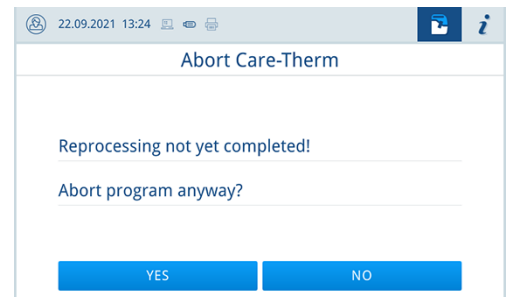 22.09.2021 13:24
i
Abort Care-Therm
Reprocessing not yet completed!
Abort program anyway?
YES NO